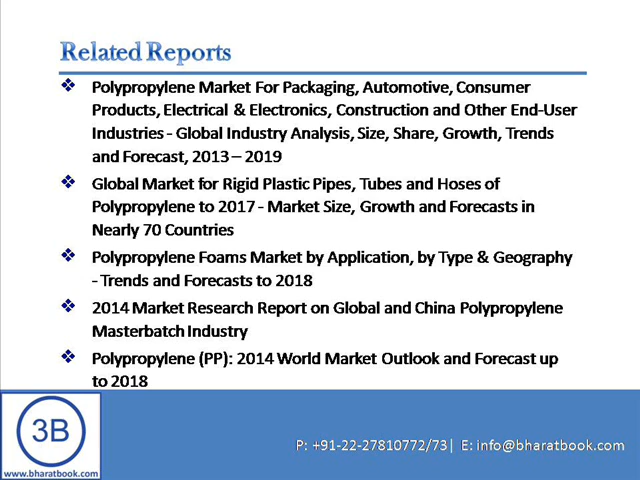 Related Reports
❖ Polypropylene Market For Packaging, Automotive, Consumer
Products, Electrical & Electronics, Construction and Other End-User
Industries - Global Industry Analysis, Size, Share, Growth, Trends
and Forecast, 2013 – 2019
❖ Global Market for Rigid Plastic Pipes, Tubes and Hoses of
Polypropylene to 2017 - Market Size, Growth and Forecasts in
Nearly 70 Countries
❖ Polypropylene Foams Market by Application, by Type & Geography
- Trends and Forecasts to 2018
❖ 2014 Market Research Report on Global and China Polypropylene
Masterbatch Industry
❖ Polypropylene (PP): 2014 World Market Outlook and Forecast up
to 2018
3B
www.bharatbook.com
P: +91-22-27810772/73| E: info@bharatbook.com